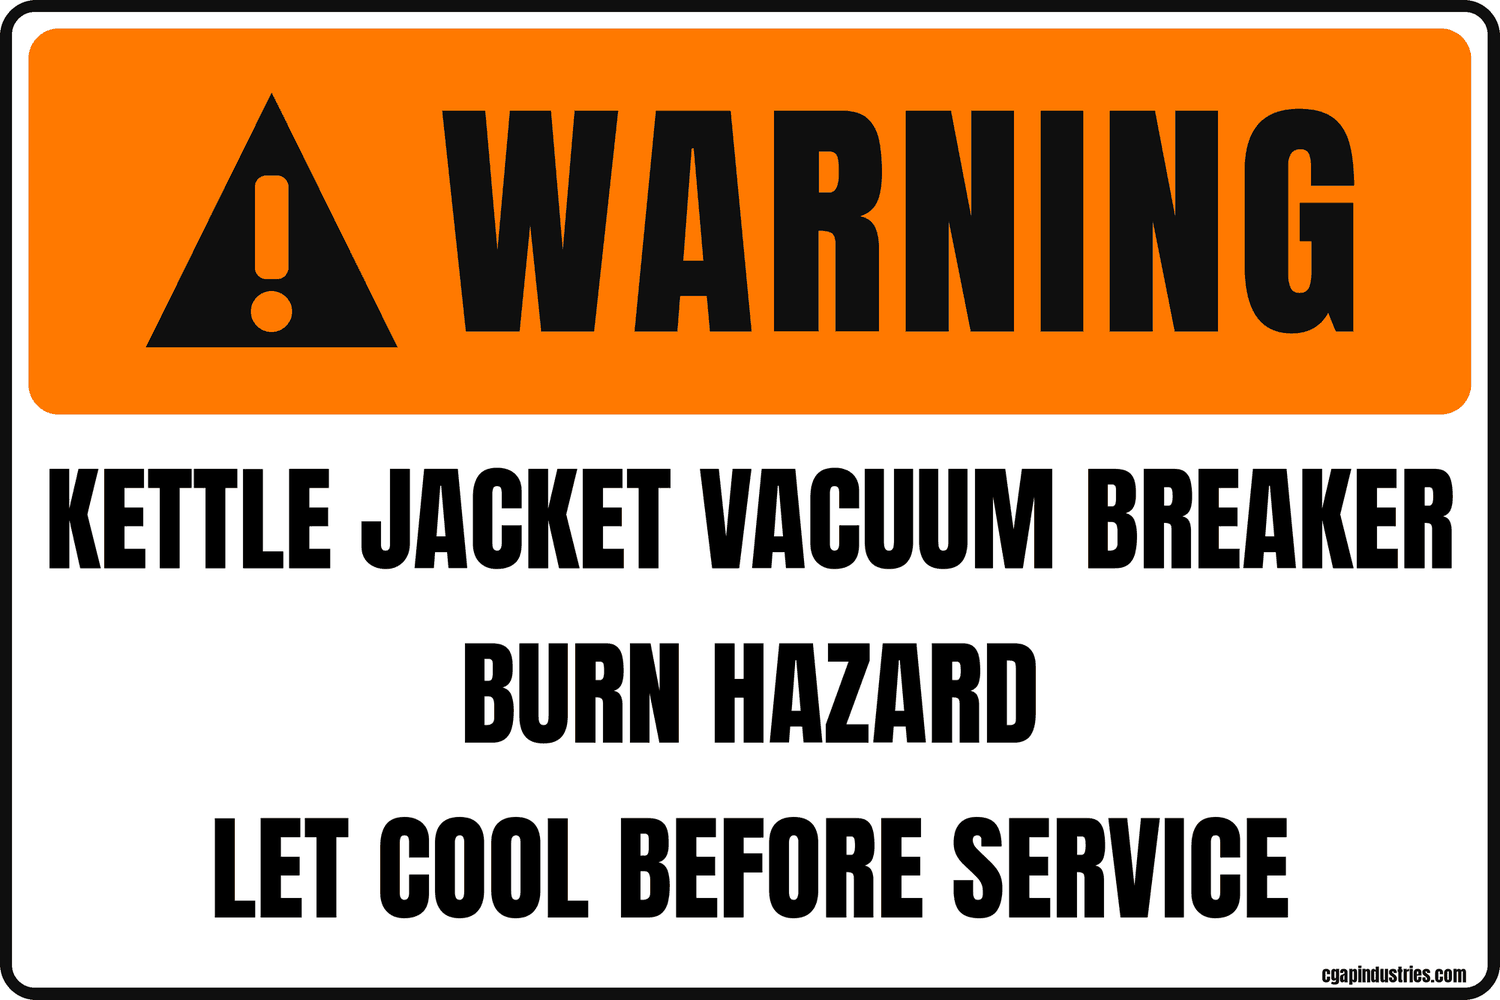 WARNING
KETTLE JACKET VACUUM BREAKER
BURN HAZARD
LET COOL BEFORE SERVICE
cgapindustries.com